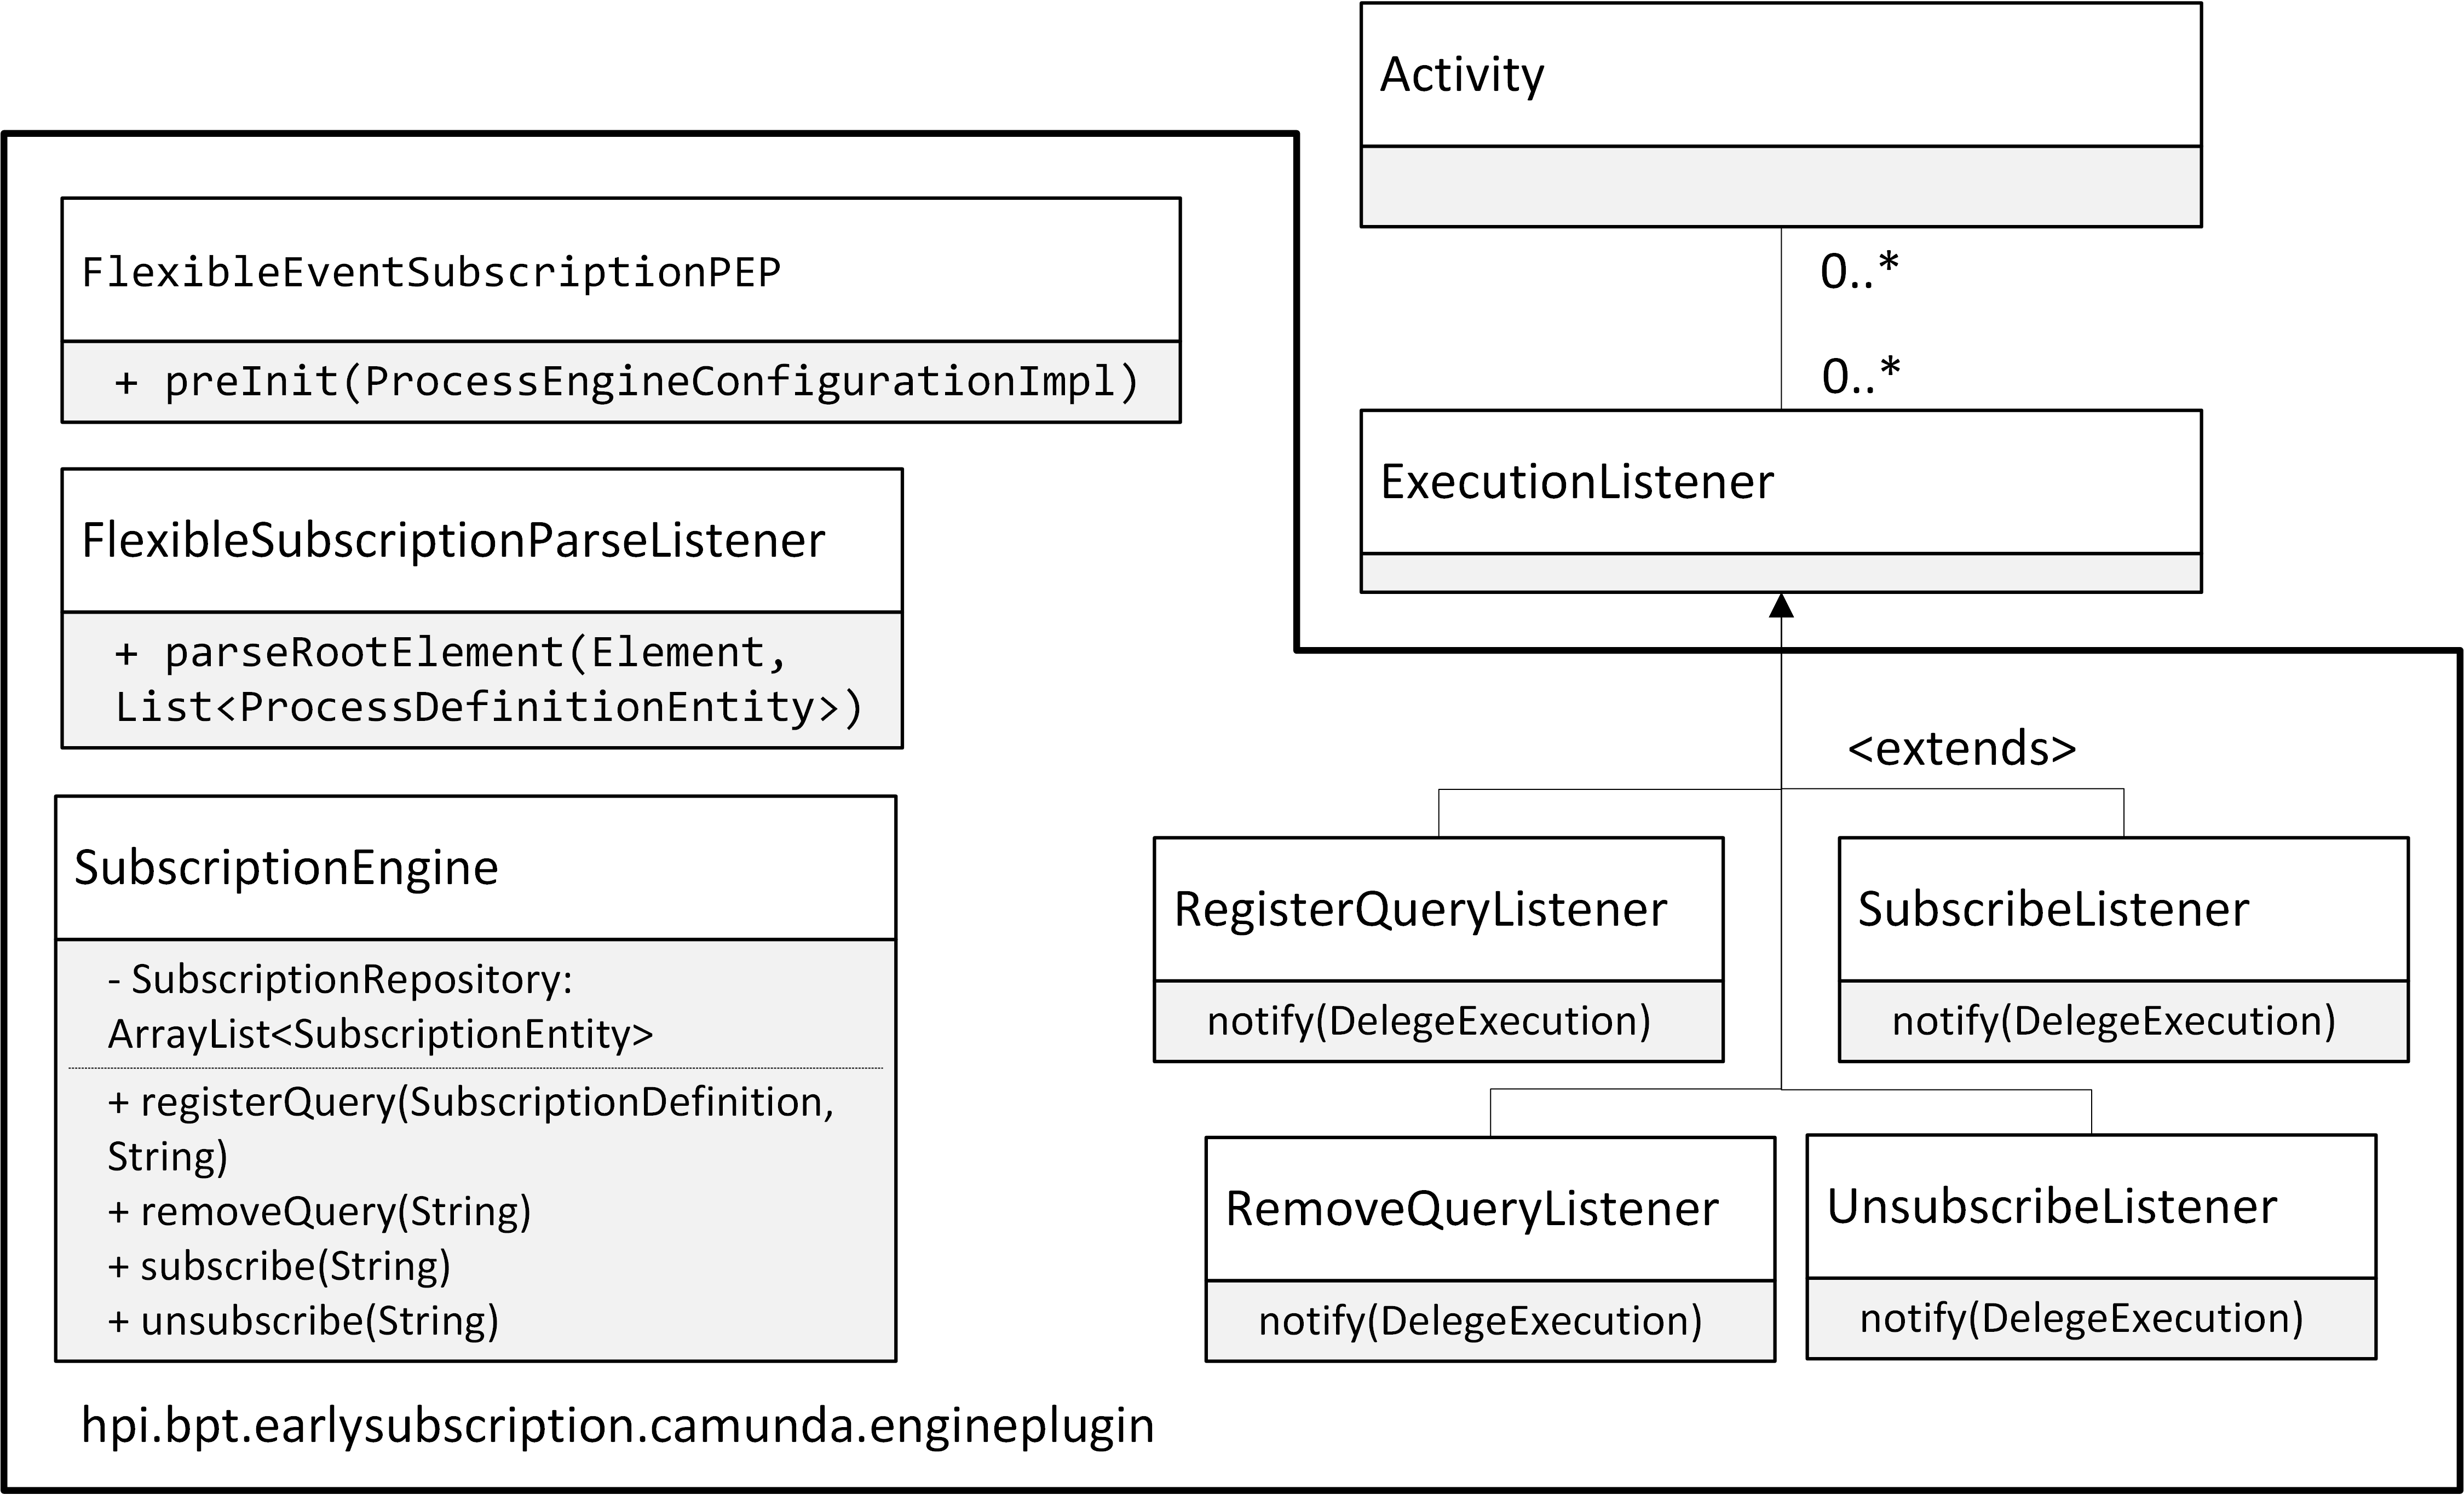 Activity
0..*
0..*
ExecutionListener
FlexibleEventSubscriptionPEP
+ preInit(ProcessEngineConfigurationImpl)
FlexibleSubscriptionParseListener
+ parseRootElement(Element,
List<ProcessDefinitionEntity>)
SubscriptionEngine
- SubscriptionRepository:
ArrayList<SubscriptionEntity>
+ registerQuery(SubscriptionDefinition,
String)
+ removeQuery(String)
+ subscribe(String)
+ unsubscribe(String)
<extends>
RegisterQueryListener
notify(DelegeExecution)
SubscribeListener
notify(DelegeExecution)
RemoveQueryListener
notify(DelegeExecution)
UnsubscribeListener
notify(DelegeExecution)
hpi.bpt.earlysubscription.camunda.engineplugin